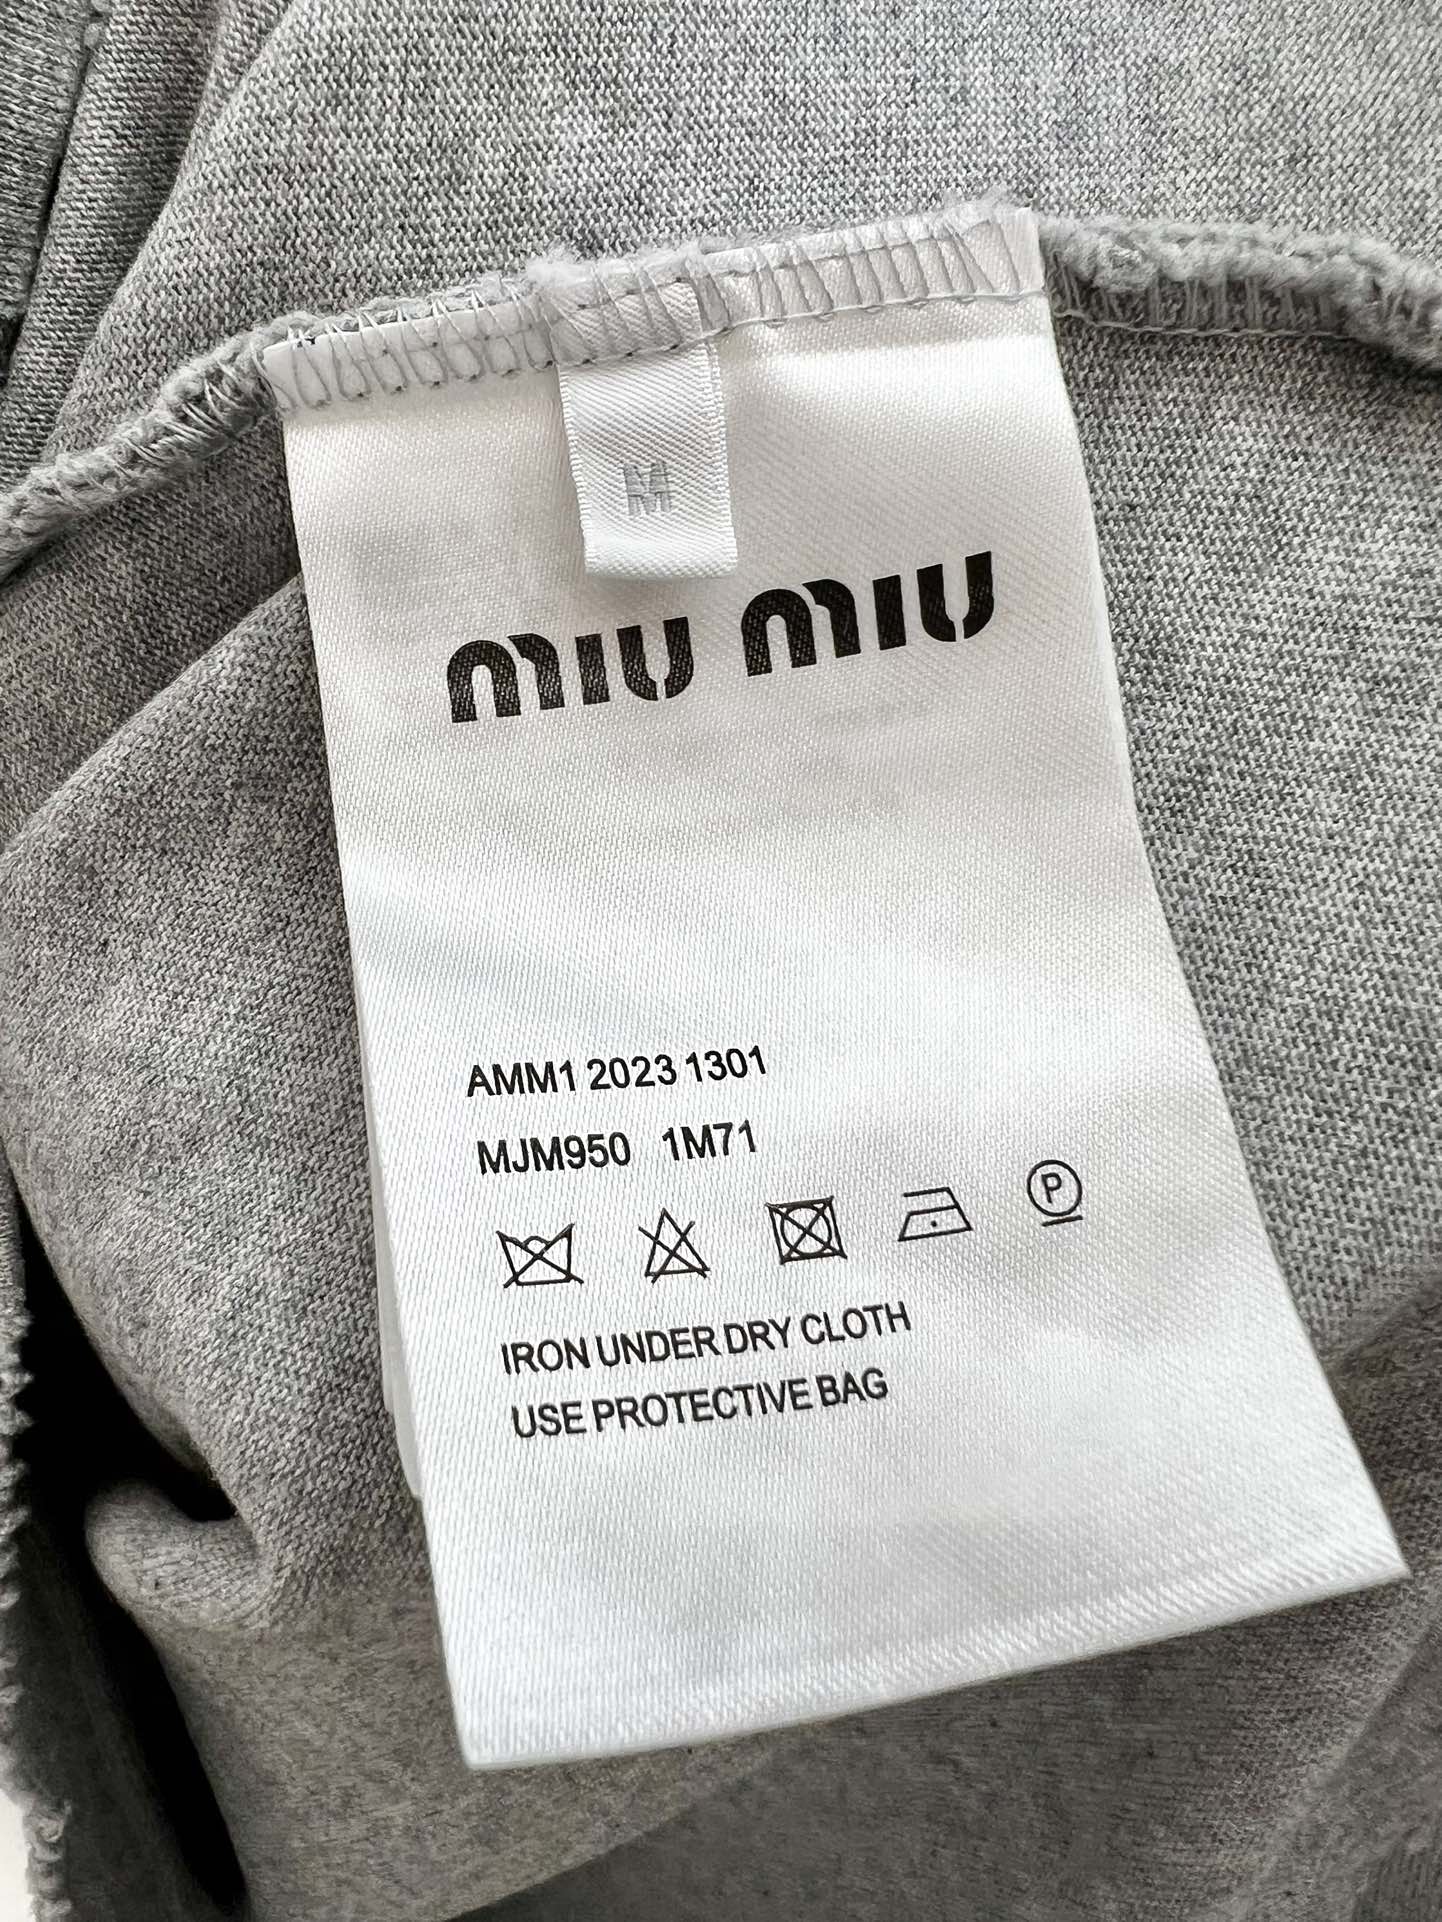 M
miu miu
AMM1 2023 1301
MJM950 1M71
P
IRON UNDER DRY CLOTH
USE PROTECTIVE BAG